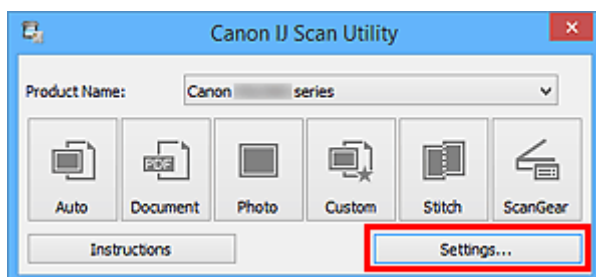 Canon IJ Scan Utility
Product Name: Canon series
PDF
Auto Document Photo Custom Stitch ScanGear
Instructions Settings...